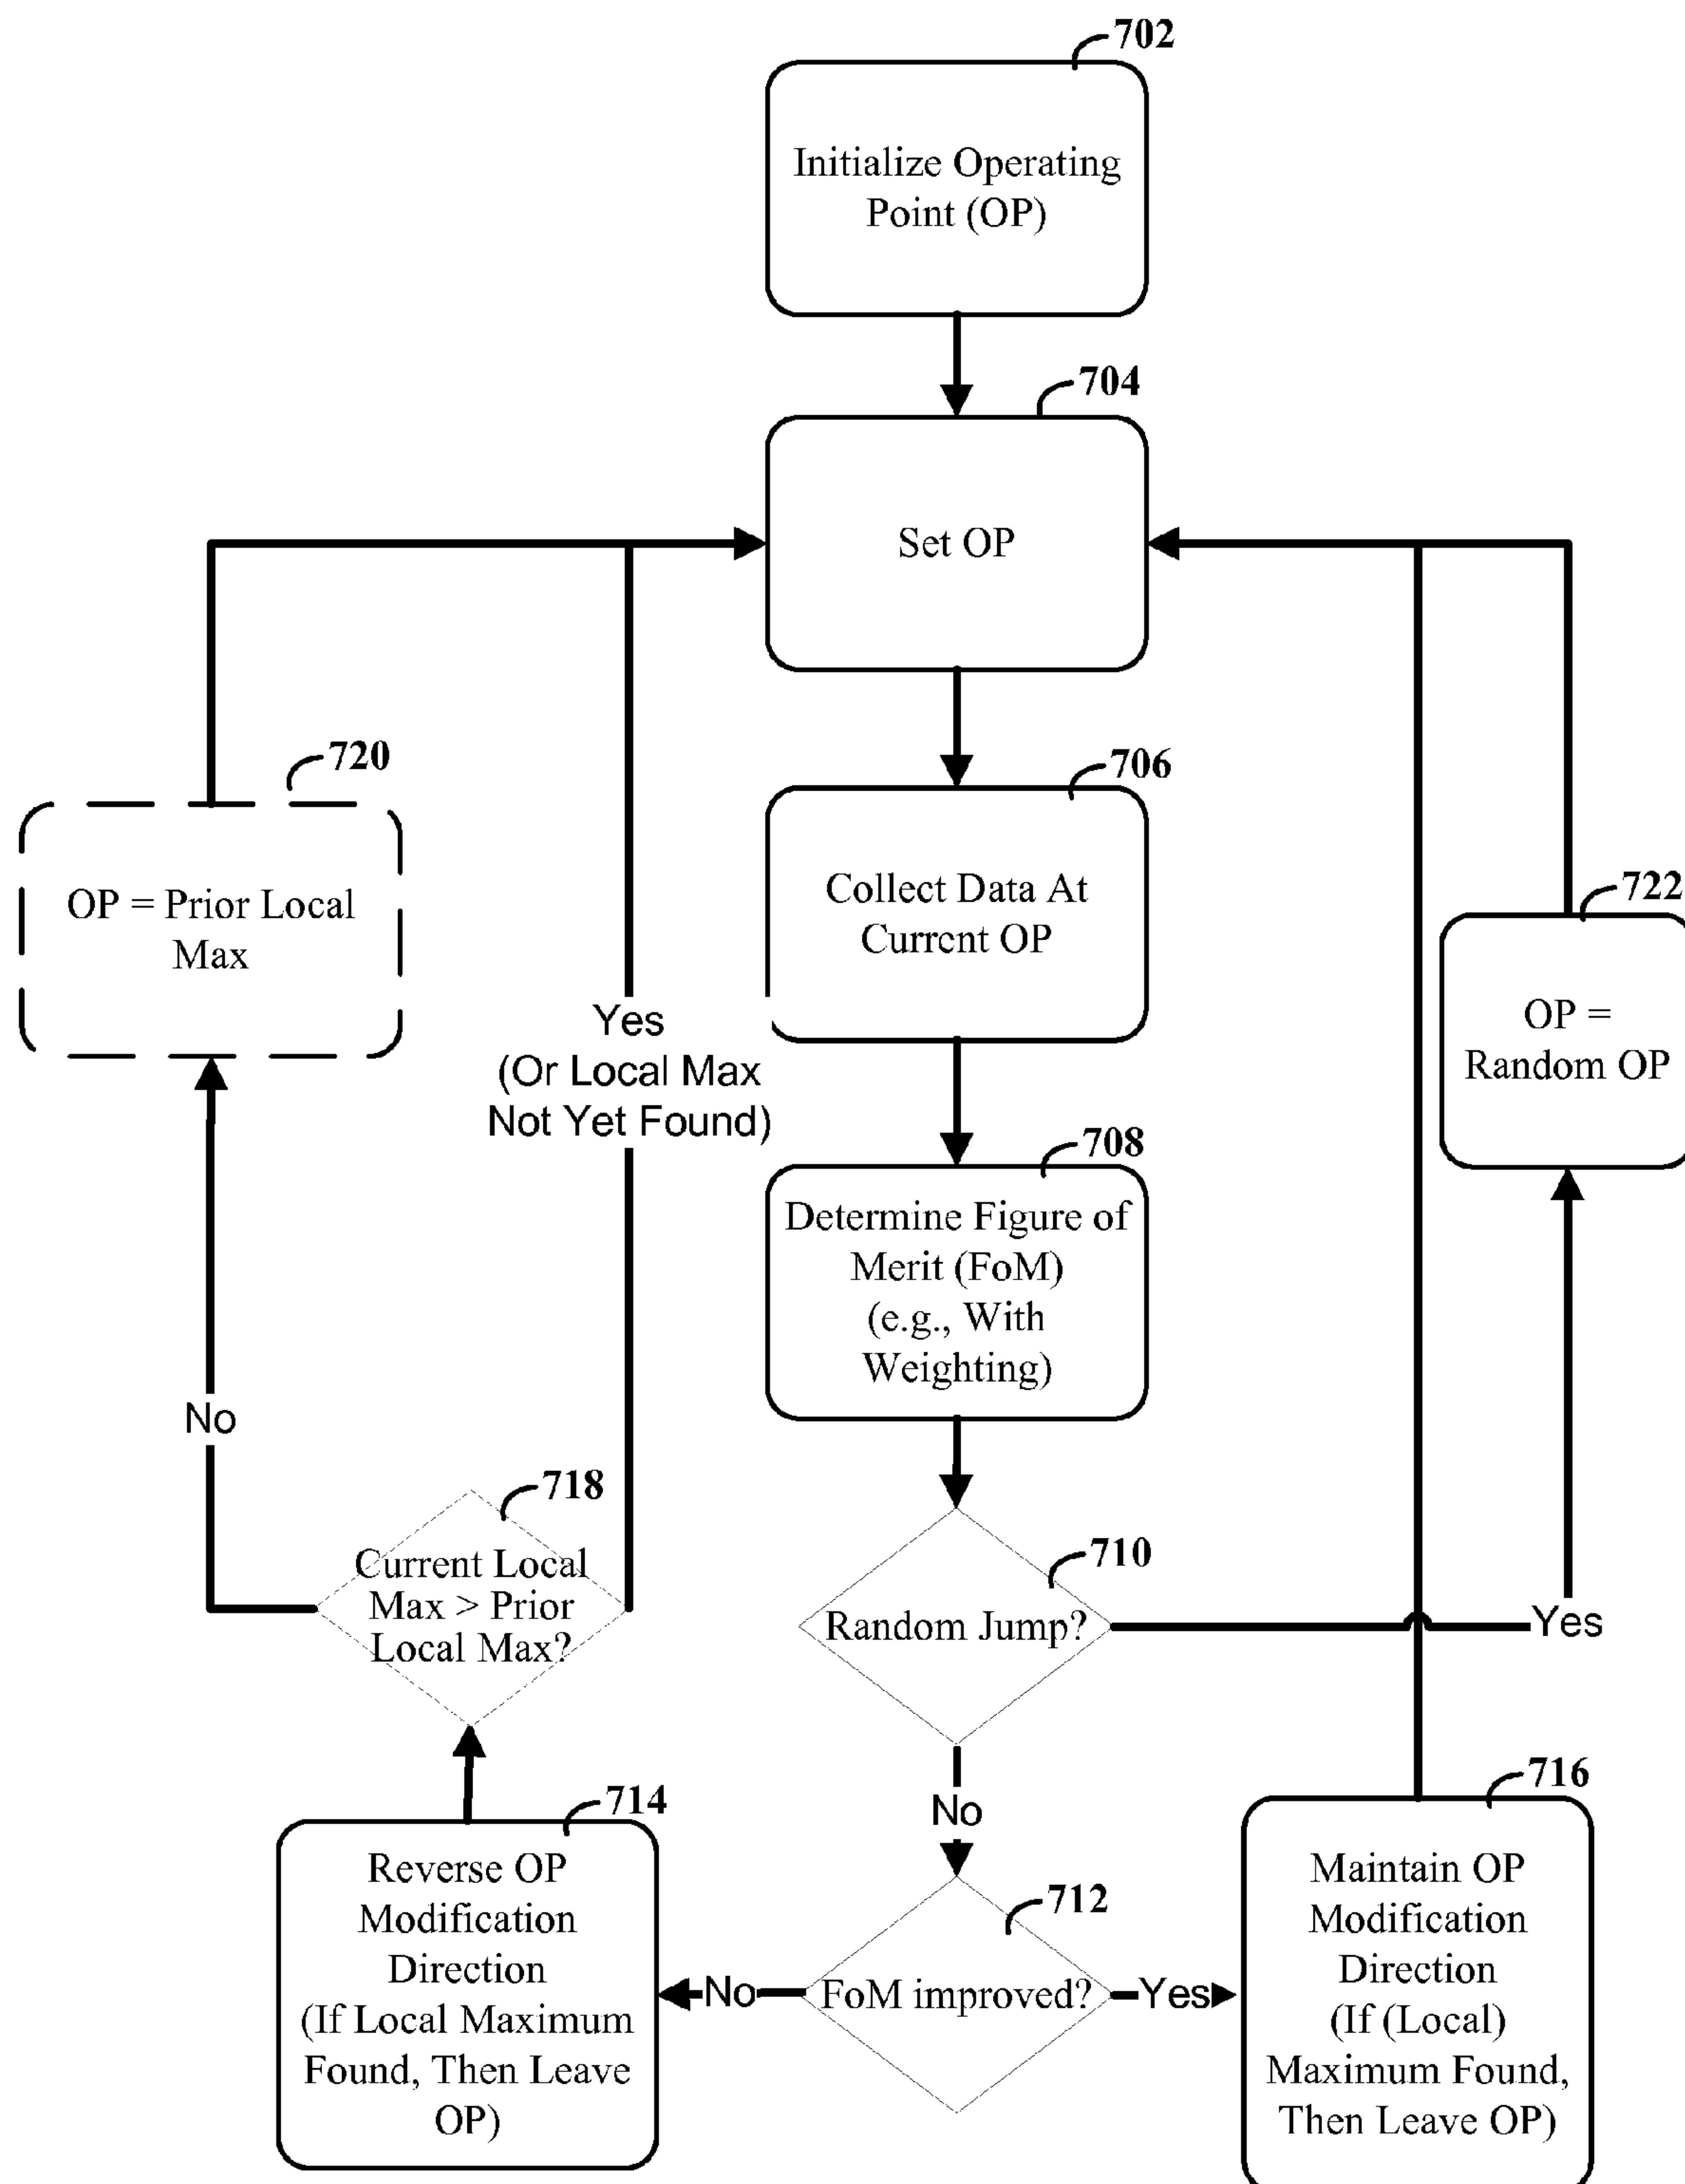 702
Initialize Operating
Point (OP)
704
Set OP
720
OP = Prior Local
Max
Yes
(Or Local Max
Not Yet Found)
706
Collect Data At
Current OP
722
OP =
Random OP
708
Determine Figure of
Merit (FoM)
(e.g., With
Weighting)
No
718
Current Local
Max > Prior
Local Max?
710
Random Jump?
Yes
No
714
Reverse OP
Modification
Direction
(If Local Maximum
Found, Then Leave
OP)
712
No
FoM improved?
Yes
716
Maintain OP
Modification
Direction
(If (Local)
Maximum Found,
Then Leave OP)